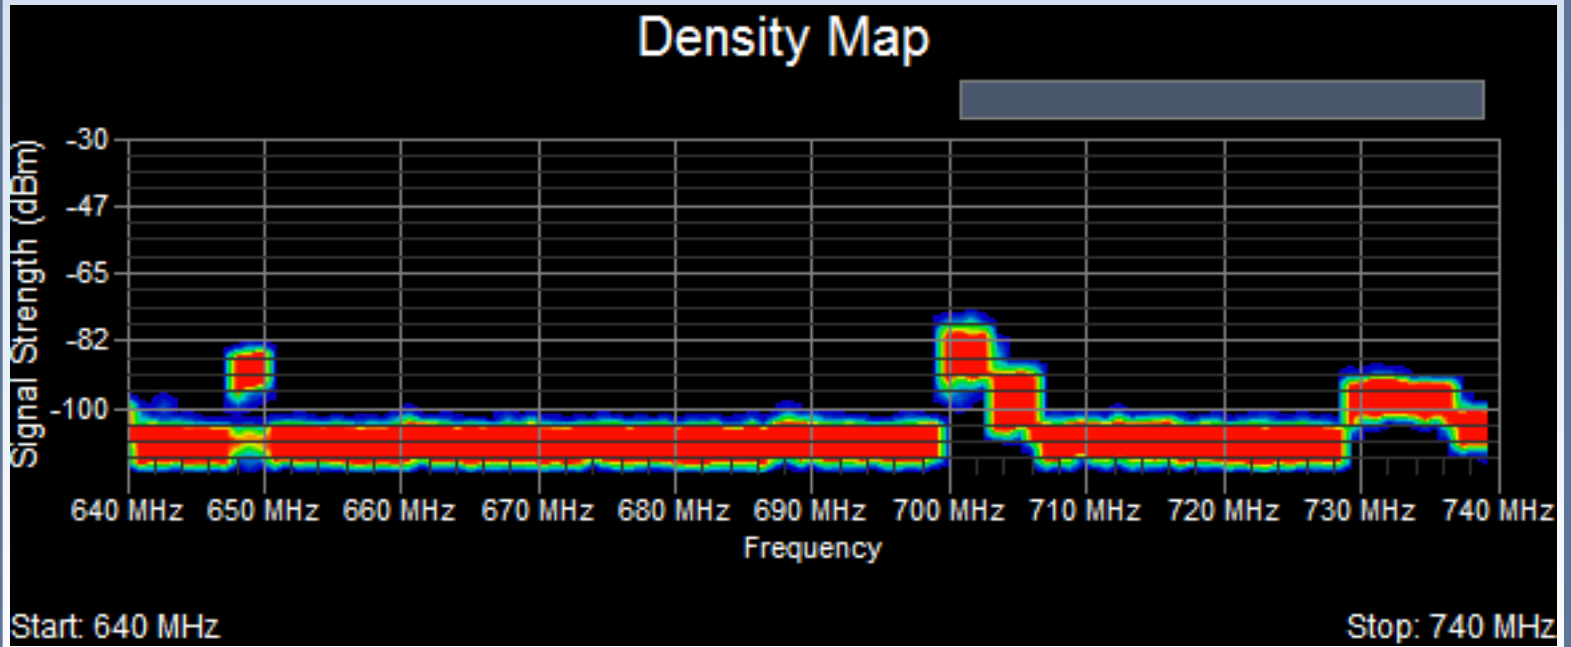 Density Map
Signal Strength (dBm)
-30
-47
-65
-82
-100
640 MHz 650 MHz 660 MHz 670 MHz 680 MHz 690 MHz 700 MHz 710 MHz 720 MHz 730 MHz 740 MHz
Frequency
Start: 640 MHz Stop: 740 MHz